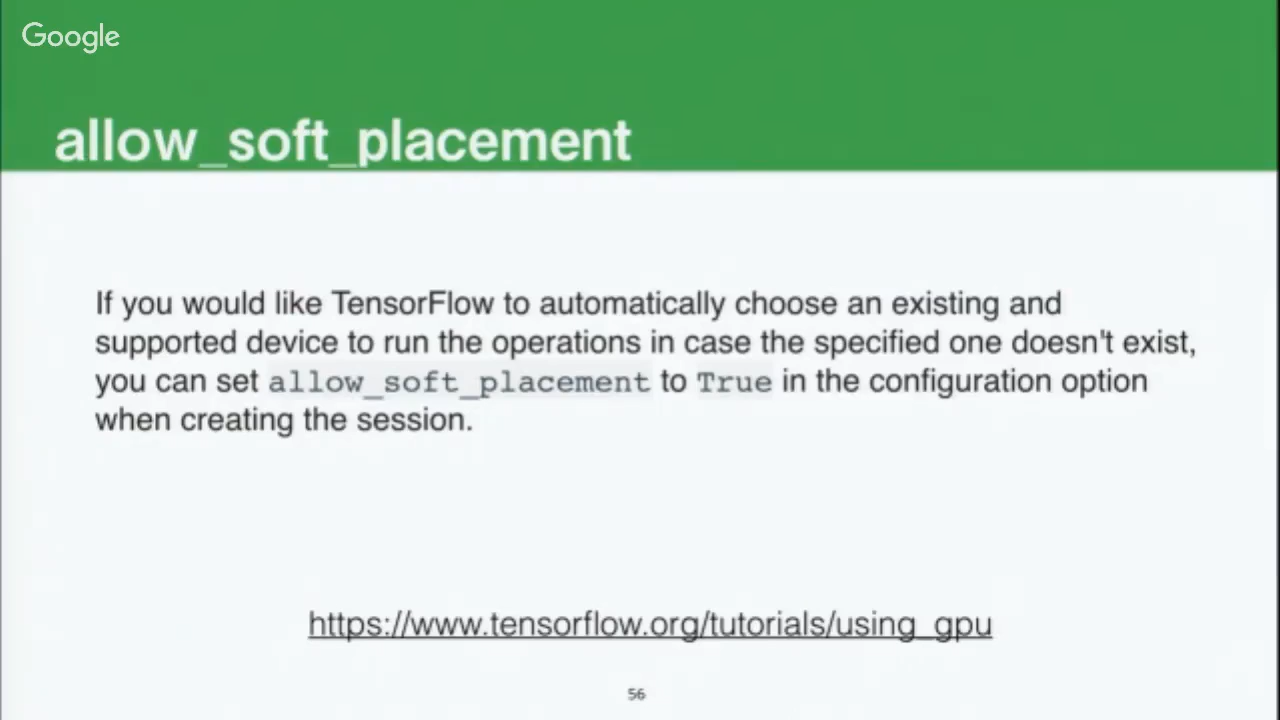 Google
allow_soft_placement
If you would like TensorFlow to automatically choose an existing and
supported device to run the operations in case the specified one doesn't exist,
you can set allow_soft_placement to True in the configuration option
when creating the session.
https://www.tensorflow.org/tutorials/using_gpu
56